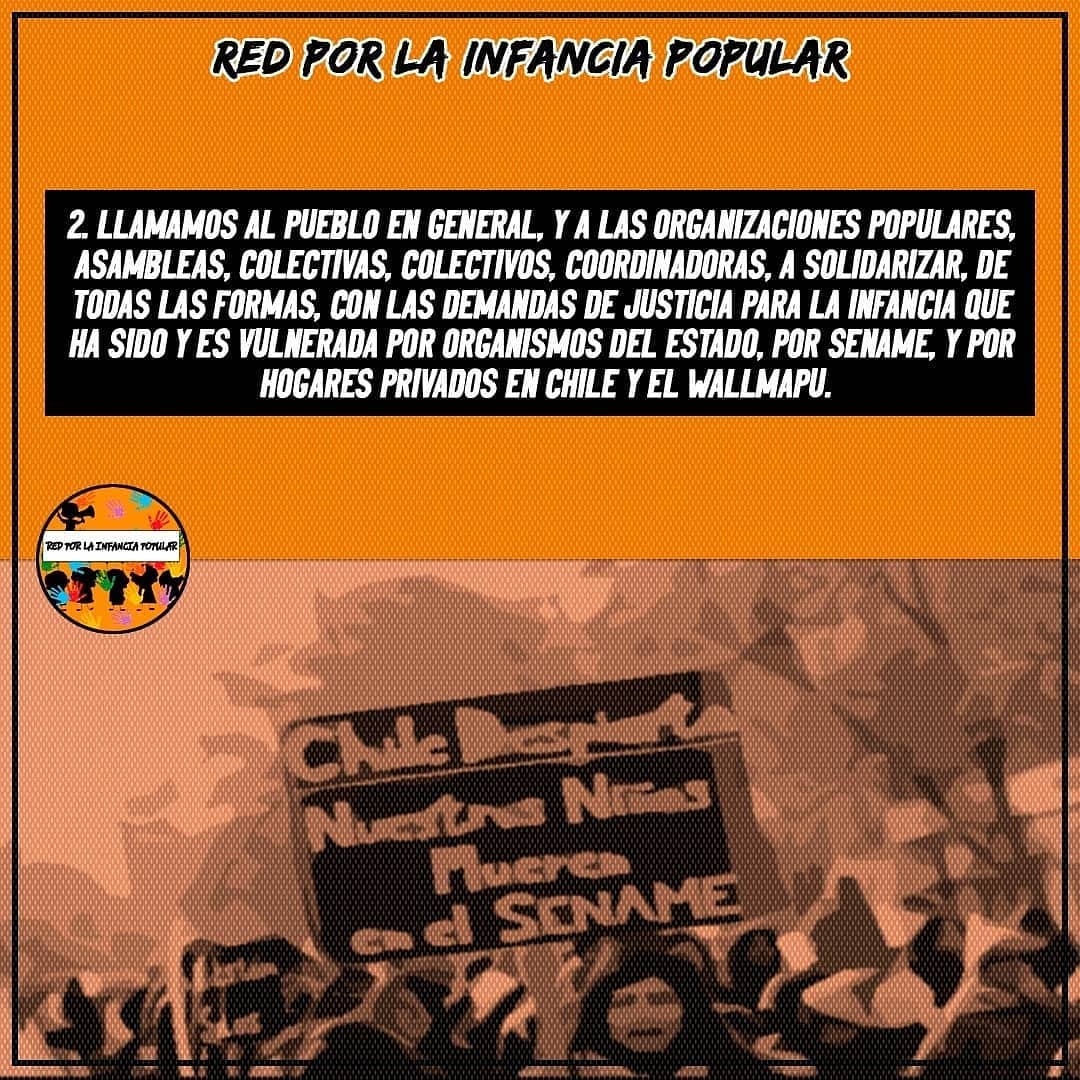 RED POR LA INFANCIA POPULAR
2. LLAMAMOS AL PUEBLO EN GENERAL, Y A LAS ORGANIZACIONES POPULARES,
ASAMBLEAS, COLECTIVAS, COLECTIVOS, COORDINADORAS, A SOLIDARIZAR, DE
TODAS LAS FORMAS, CON LAS DEMANDAS DE JUSTICIA PARA LA INFANCIA QUE
HA SIDO Y ES VULNERADA POR ORGANISMOS DEL ESTADO, POR SENAME, Y POR
HOGARES PRIVADOS EN CHILE Y EL WALLMAPU.
RED POR LA INFANCIA POPULAR
Chile
Mueren
en el SENAME